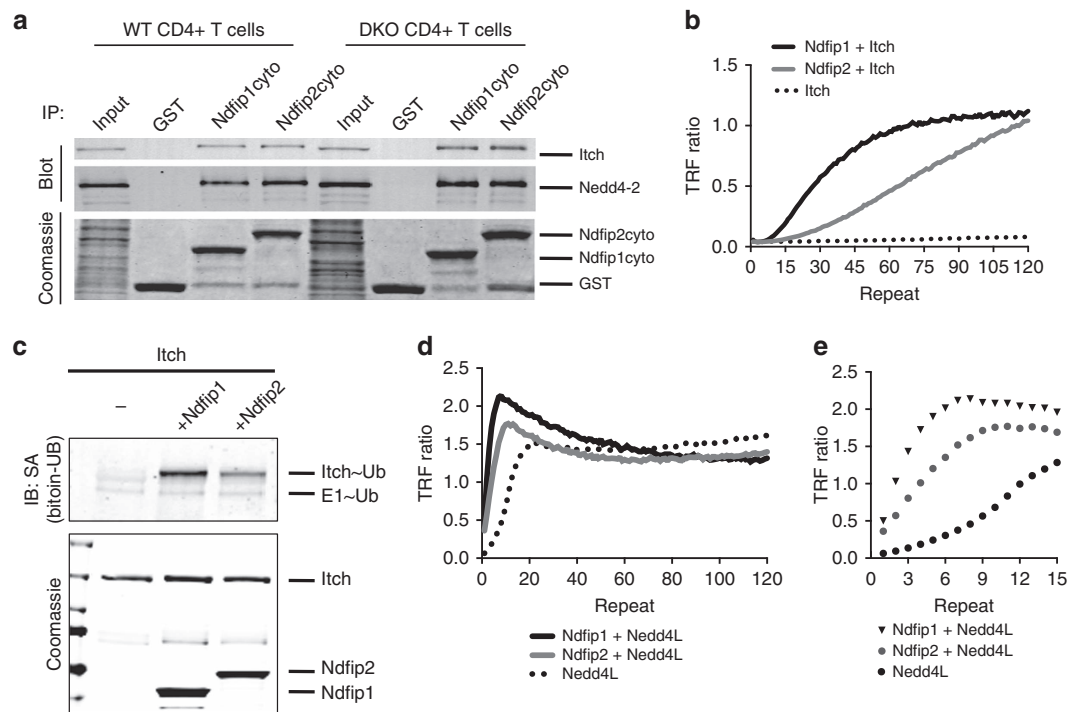 a
WT CD4+ T cells
DKO CD4+ T cells
IP:
Input
GST
Ndfip1cyto
Ndfip2cyto
Input
GST
Ndfip1cyto
Ndfip2cyto
Blot
Itch
Nedd4-2
Coomassie
Ndfip2cyto
Ndfip1cyto
GST
b
Ndfip1 + Itch
Ndfip2 + Itch
Itch
TRF ratio
1.5
1.0
0.5
0.0
0 15 30 45 60 75 90 105 120
Repeat
c
Itch
–
+Ndfip1
+Ndfip2
IB: SA
(bitoin-UB)
Itch~Ub
E1~Ub
Coomassie
Itch
Ndfip2
Ndfip1
d
TRF ratio
2.5
2.0
1.5
1.0
0.5
0.0
0 20 40 60 80 100 120
Repeat
Ndfip1 + Nedd4L
Ndfip2 + Nedd4L
Nedd4L
e
TRF ratio
2.5
2.0
1.5
1.0
0.5
0.0
0 3 6 9 12 15
Repeat
Ndfip1 + Nedd4L
Ndfip2 + Nedd4L
Nedd4L